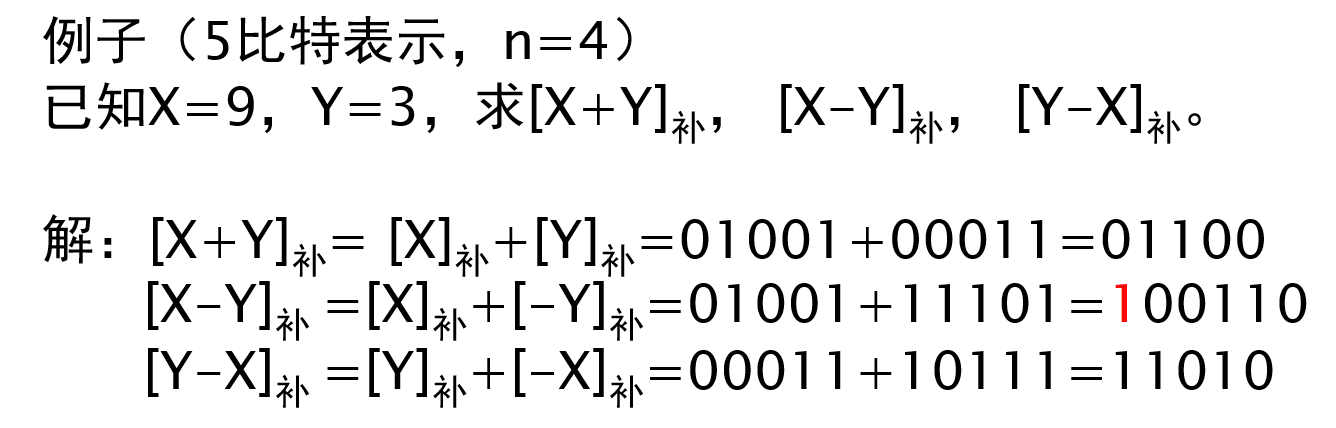 例子（5比特表示，n=4）
已知X=9，Y=3，求[X+Y]补， [X-Y]补， [Y-X]补。
解：[X+Y]补= [X]补+[Y]补=01001+00011=01100
[X-Y]补 =[X]补+[-Y]补=01001+11101=100110
[Y-X]补 =[Y]补+[-X]补=00011+10111=11010